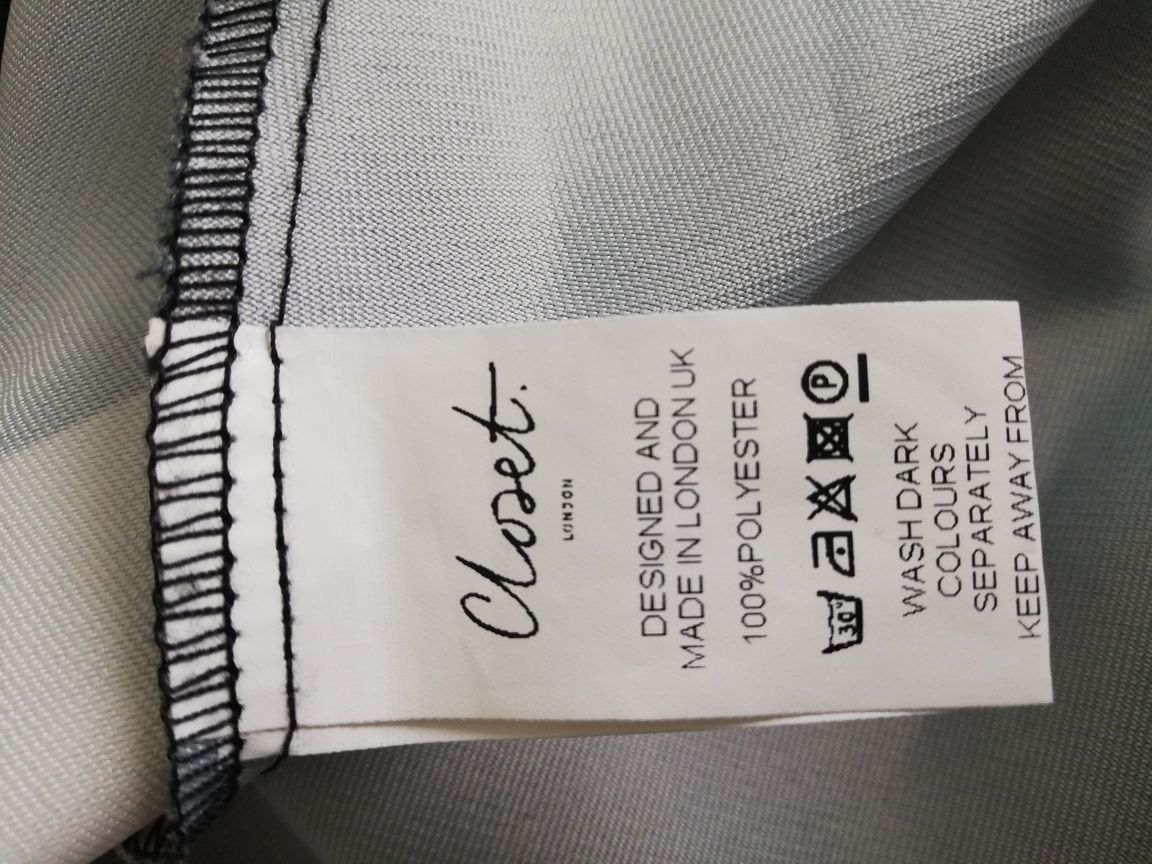 Closet.
LONDON
DESIGNED AND
MADE IN LONDON UK
100%POLYESTER
30° P
WASH DARK
COLOURS
SEPARATELY
KEEP AWAY FROM